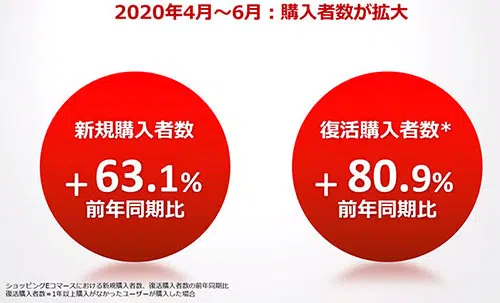 2020年4月～6月：購入者数が拡大
新規購入者数
+63.1%
前年同期比
復活購入者数*
+80.9%
前年同期比
ショッピングEコマースにおける新規購入者数、復活購入者数の前年同期比
復活購入者数＝1年以上購入がなかったユーザーが購入した場合